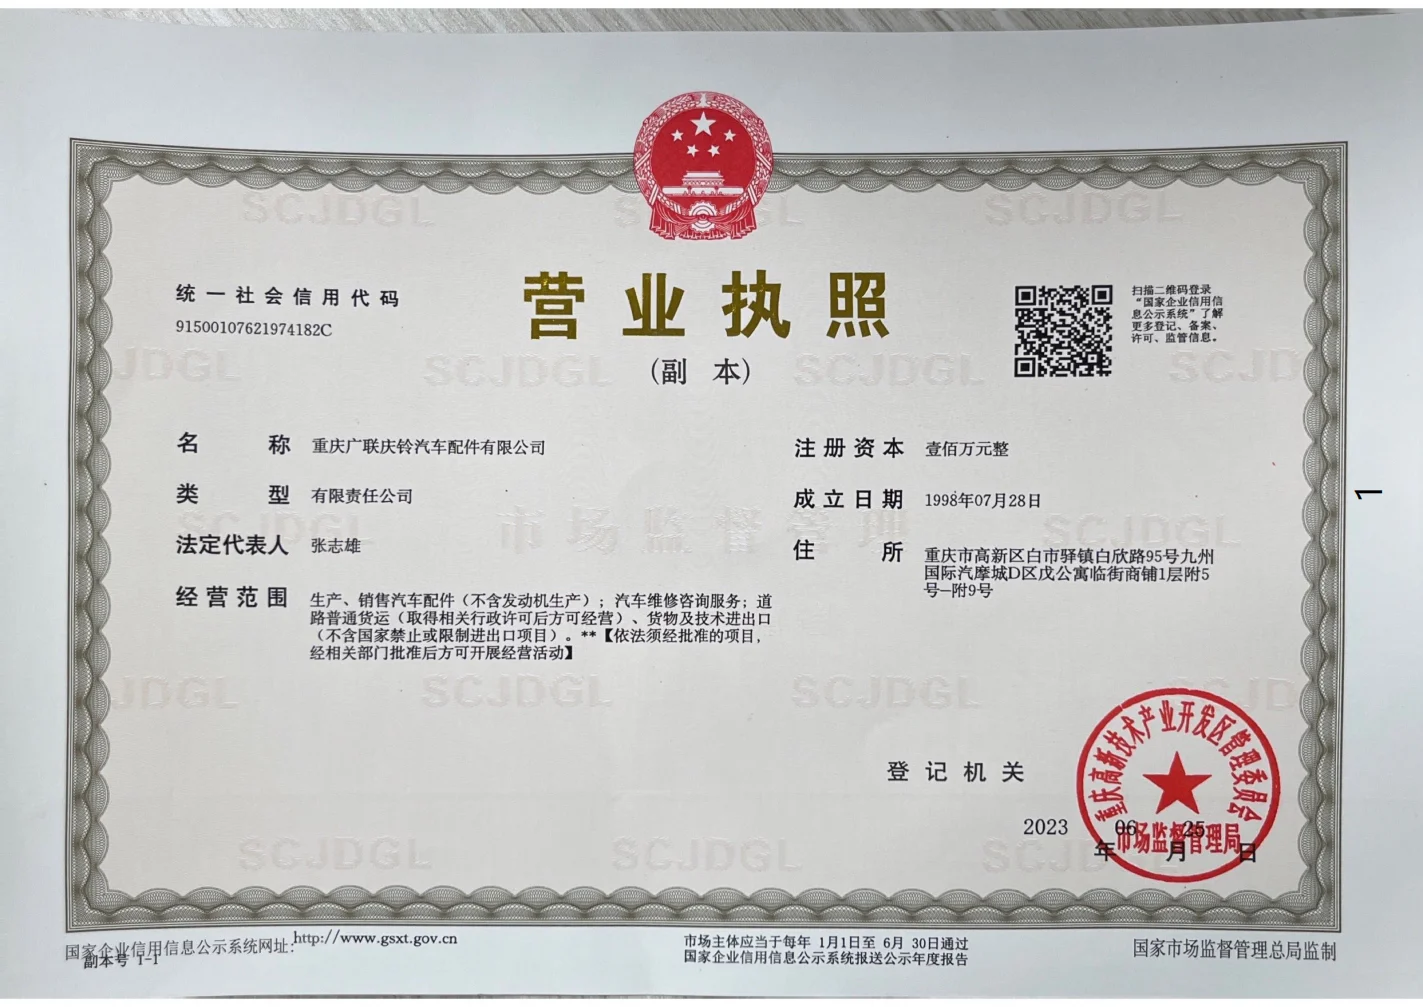 统一社会信用代码
91500107621974182C
营业执照
(副 本)
扫描二维码登录
“国家企业信用信
息公示系统”了解
更多登记、备案、
许可、监管信息。
名 称 重庆广联庆铃汽车配件有限公司
类 型 有限责任公司
法定代表人 张志雄
经营范围 生产、销售汽车配件（不含发动机生产）；汽车维修咨询服务；道
路普通货运（取得相关行政许可后方可经营）、货物及技术进出口
（不含国家禁止或限制进出口项目）。**【依法须经批准的项目,
经相关部门批准后方可开展经营活动】
注册资本 壹佰万元整
成立日期 1998年07月28日
住 所 重庆市高新区白市驿镇白欣路95号九州
国际汽摩城D区戊公寓临街商铺1层附5
号—附9号
1
登记机关
重庆高新技术产业开发区管理委员会
市场监督管理局
2023 年 06 月 25 日
国家企业信用信息公示系统网址: http://www.gsxt.gov.cn
副本号 1-1
市场主体应当于每年 1月1日至 6月 30日通过
国家企业信用信息公示系统报送公示年度报告
国家市场监督管理总局监制
SCJDGL
市场监督管理